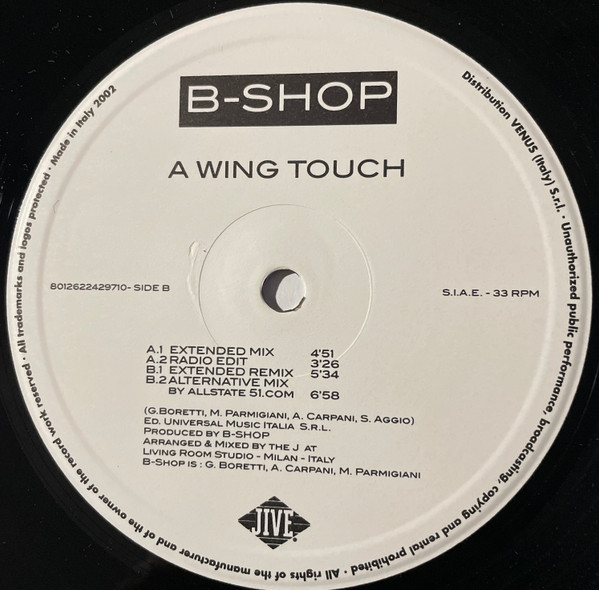 B-SHOP
A WING TOUCH
8012622429710- SIDE B
S.I.A.E. - 33 RPM
A.1 EXTENDED MIX 4'51
A.2 RADIO EDIT 3'26
B.1 EXTENDED REMIX 5'34
B.2 ALTERNATIVE MIX
BY ALLSTATE 51.COM 6'58
(G.BORETTI, M. PARMIGIANI, A. CARPANI, S. AGGIO)
ED. UNIVERSAL MUSIC ITALIA S.R.L.
PRODUCED BY B-SHOP
ARRANGED & MIXED BY THE J AT
LIVING ROOM STUDIO - MILAN - ITALY
B-SHOP IS : G. BORETTI, A. CARPANI, M. PARMIGIANI
JIVE
Distribution VENUS (Italy) S.r.l. · Unauthorized public performance, broadcasting, copying and rental prohibited · All rights of the manufacturer and of the owner of the record work reserved · All trademarks and logos protected · Made in Italy 2002